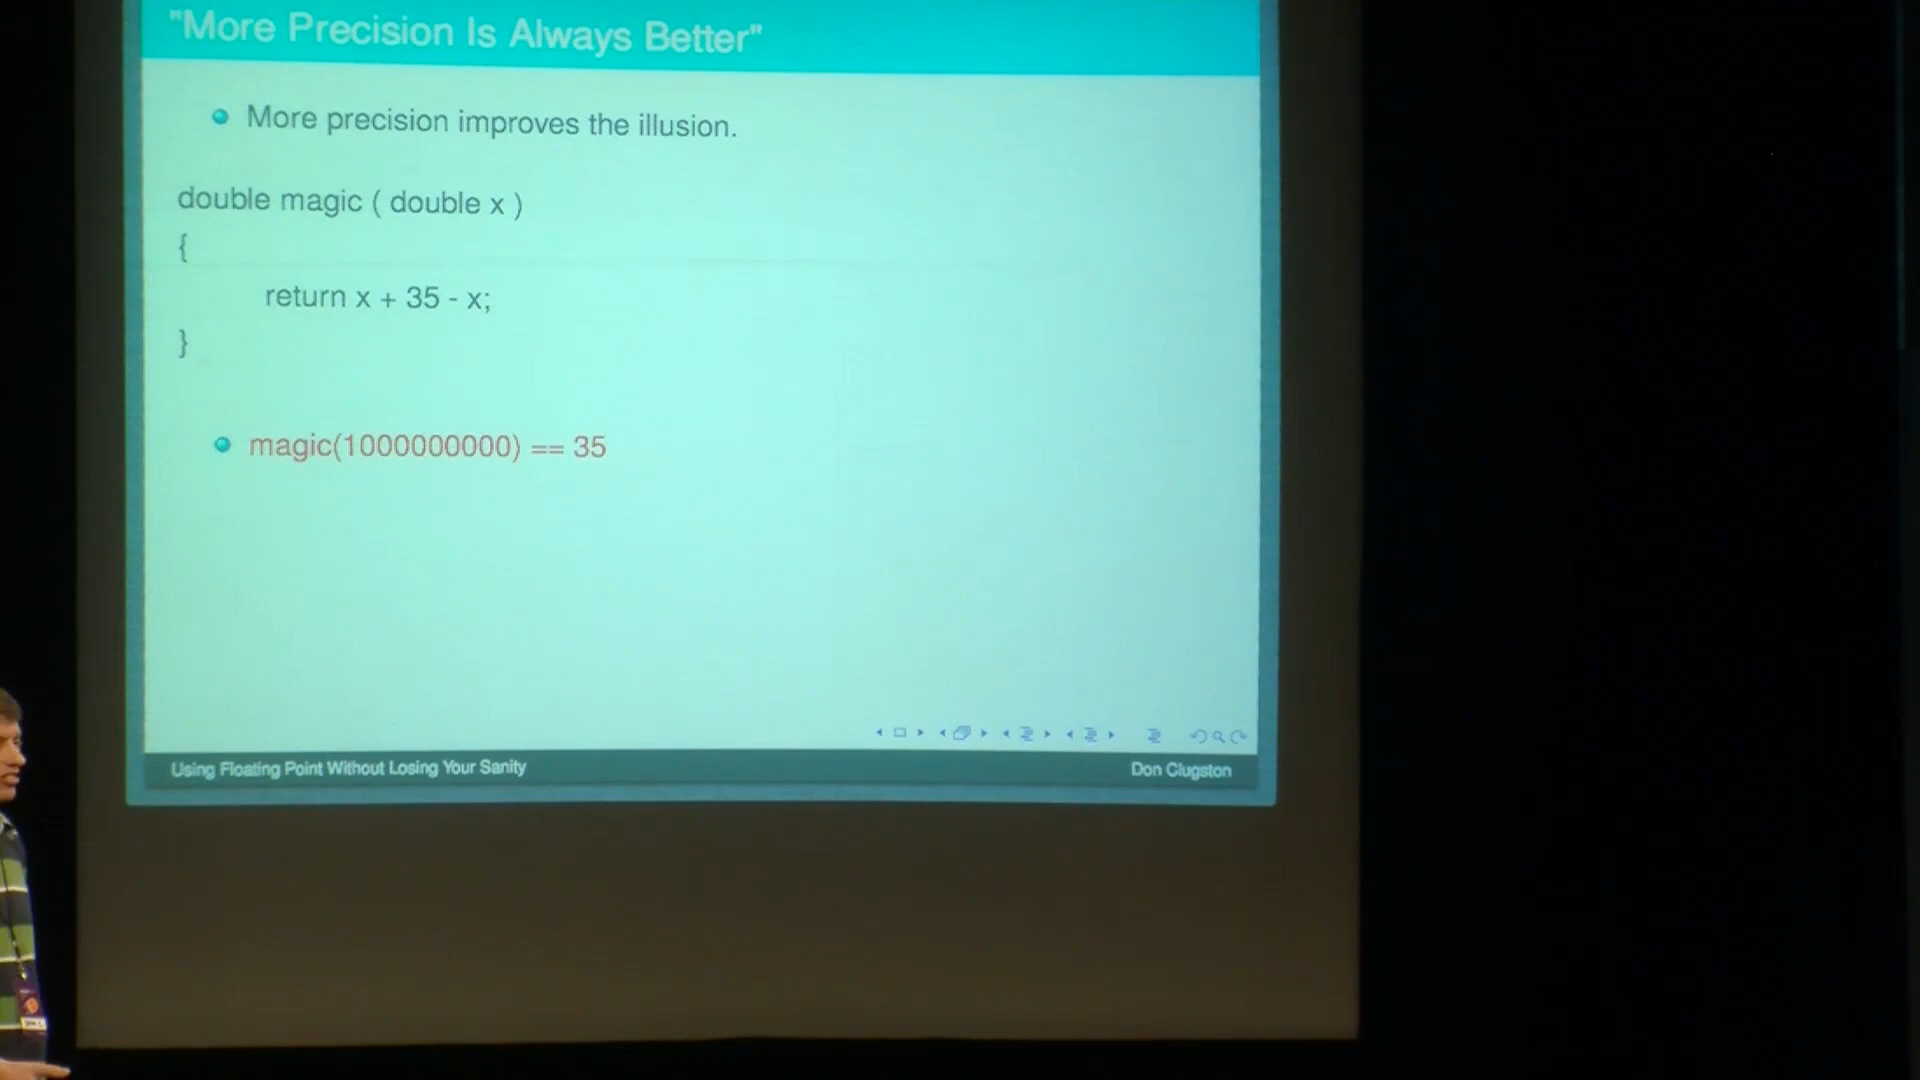 "More Precision Is Always Better"
More precision improves the illusion.
double magic ( double x )
{
return x + 35 - x;
}
magic(1000000000) == 35
Using Floating Point Without Losing Your Sanity
Don Clugston